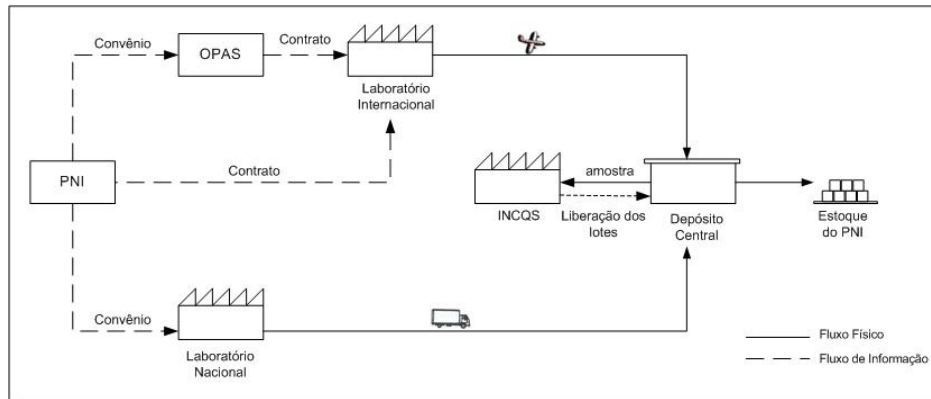 Convênio
OPAS
Contrato
Laboratório
Internacional
PNI
Contrato
amostra
INCQS
Liberação dos
lotes
Depósito
Central
Estoque
do PNI
Convênio
Laboratório
Nacional
Fluxo Físico
Fluxo de Informação